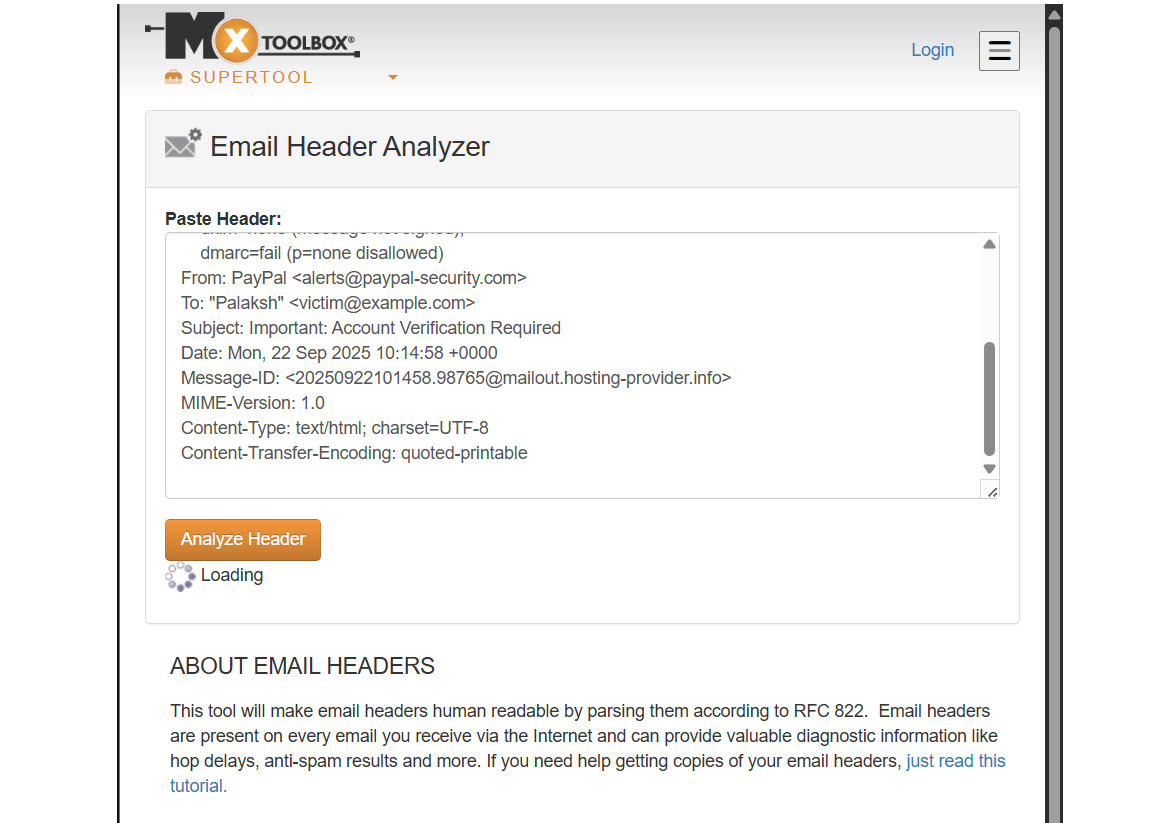 MX TOOLBOX®
SUPERTOOL
Login
Email Header Analyzer
Paste Header:
dkim=none (message not signed);
dmarc=fail (p=none disallowed)
From: PayPal <alerts@paypal-security.com>
To: "Palaksh" <victim@example.com>
Subject: Important: Account Verification Required
Date: Mon, 22 Sep 2025 10:14:58 +0000
Message-ID: <20250922101458.98765@mailout.hosting-provider.info>
MIME-Version: 1.0
Content-Type: text/html; charset=UTF-8
Content-Transfer-Encoding: quoted-printable
Analyze Header
Loading
ABOUT EMAIL HEADERS
This tool will make email headers human readable by parsing them according to RFC 822.  Email headers
are present on every email you receive via the Internet and can provide valuable diagnostic information like
hop delays, anti-spam results and more. If you need help getting copies of your email headers, just read this
tutorial.